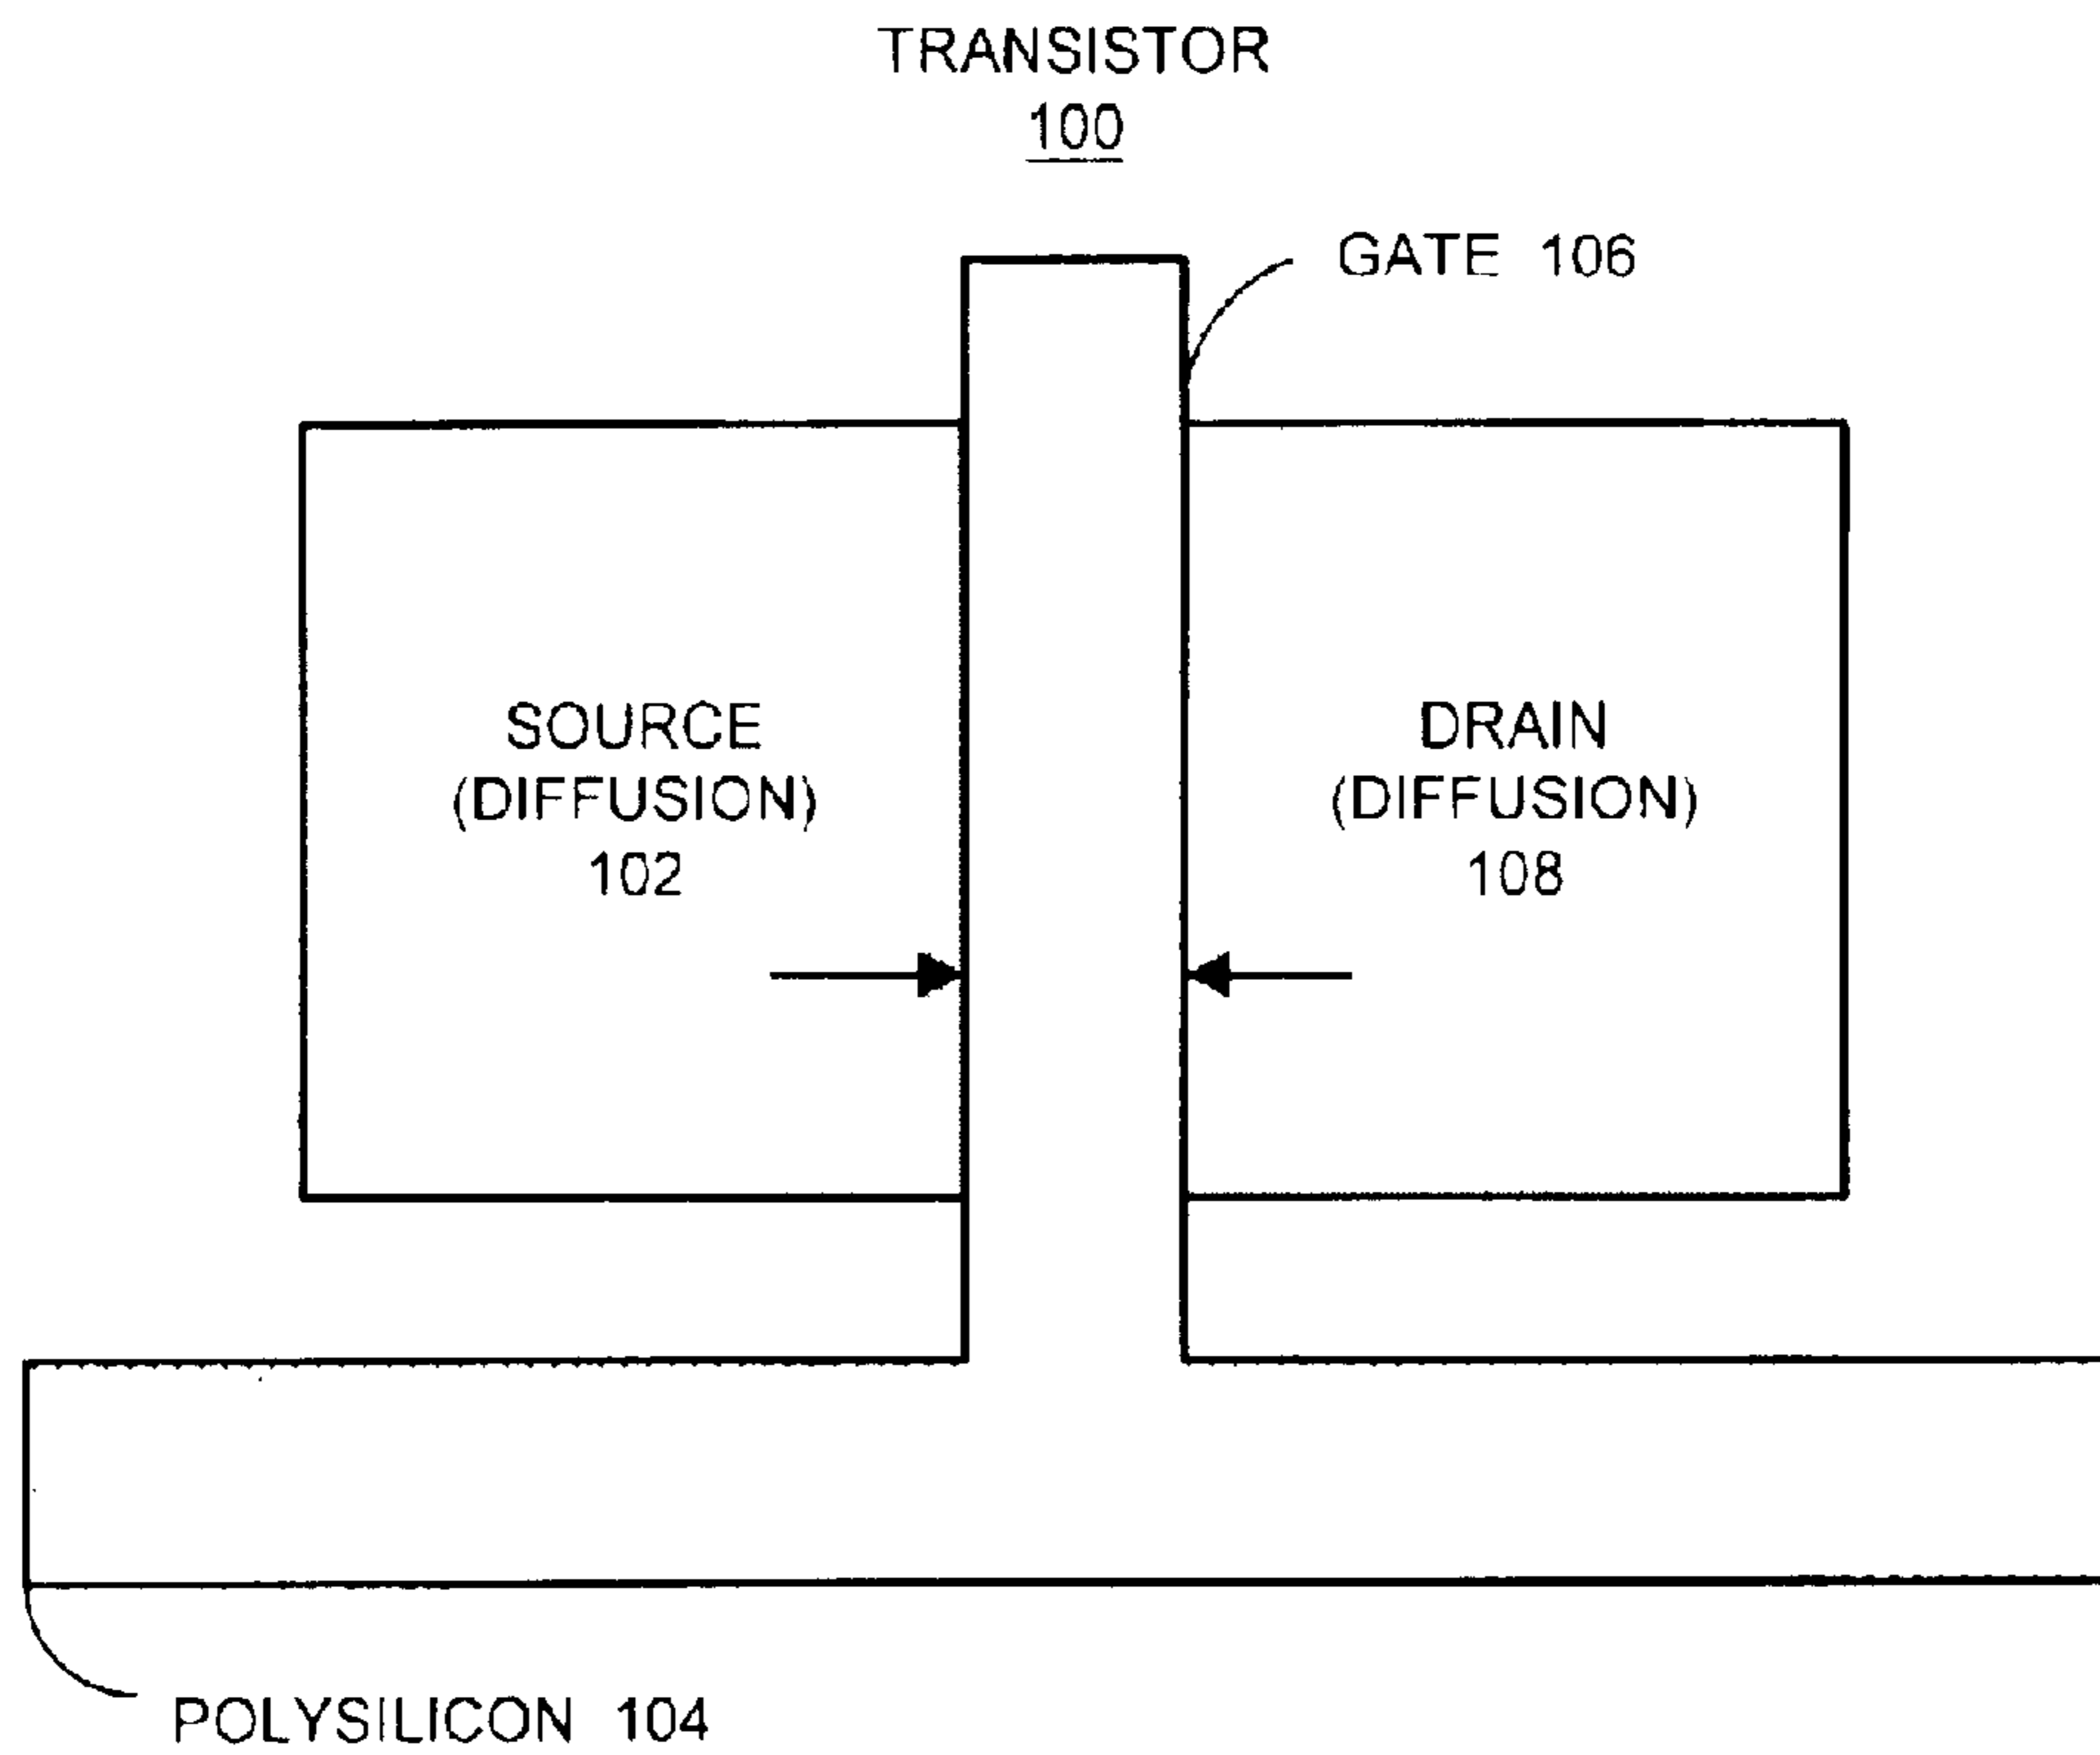 TRANSISTOR
100
GATE 106
SOURCE
(DIFFUSION)
102
DRAIN
(DIFFUSION)
108
POLYSILICON 104